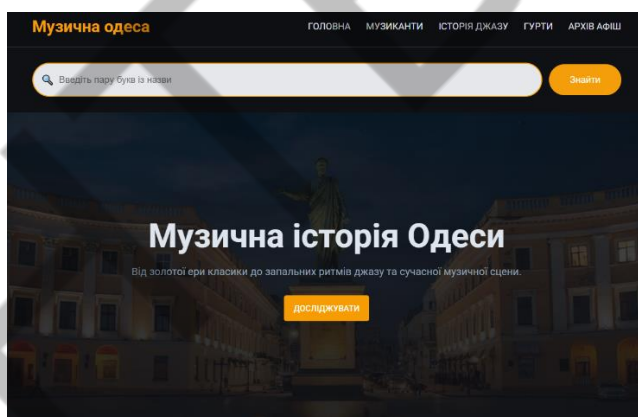 Музична одеса
ГОЛОВНА МУЗИКАНТИ ІСТОРІЯ ДЖАЗУ ГУРТИ АРХІВ АФІШ
Введіть пару букв із назви
Знайти
Музична історія Одеси
Від золотої ери класики до запальних ритмів джазу та сучасної музичної сцени.
ДОСЛІДЖУВАТИ